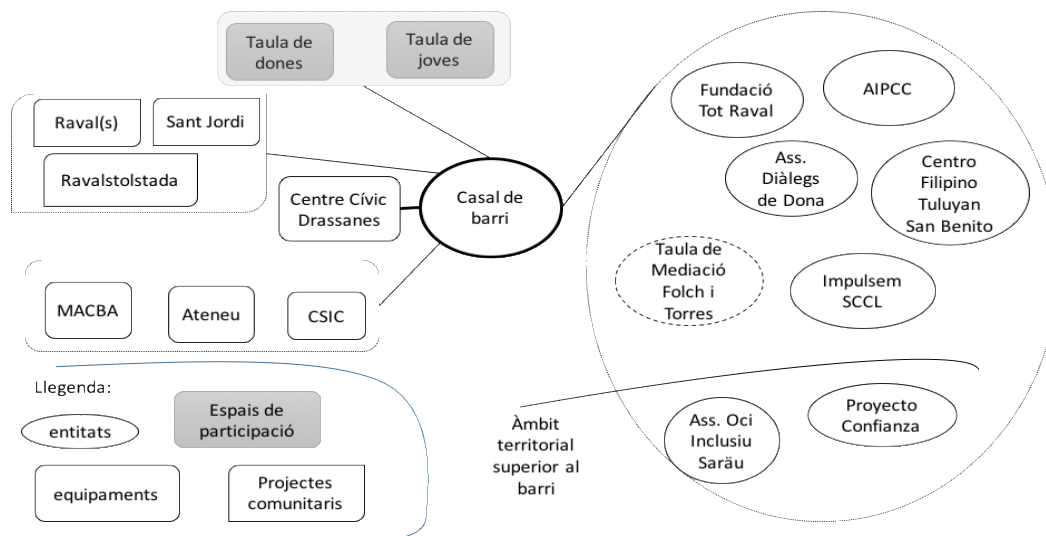 Taula de
dones
Taula de
joves
Raval(s)
Sant Jordi
Ravalstolstada
Centre Cívic
Drassanes
Casal de
barri
MACBA
Ateneu
CSIC
Fundació
Tot Raval
AIPCC
Ass.
Diàlegs
de Dona
Centro
Filipino
Tuluyan
San Benito
Taula de
Mediació
Folch i
Torres
Impulsem
SCCL
Àmbit
territorial
superior al
barri
Ass. Oci
Inclusiu
Saräu
Proyecto
Confianza
Llegenda:
entitats
Espais de
participació
equipaments
Projectes
comunitaris